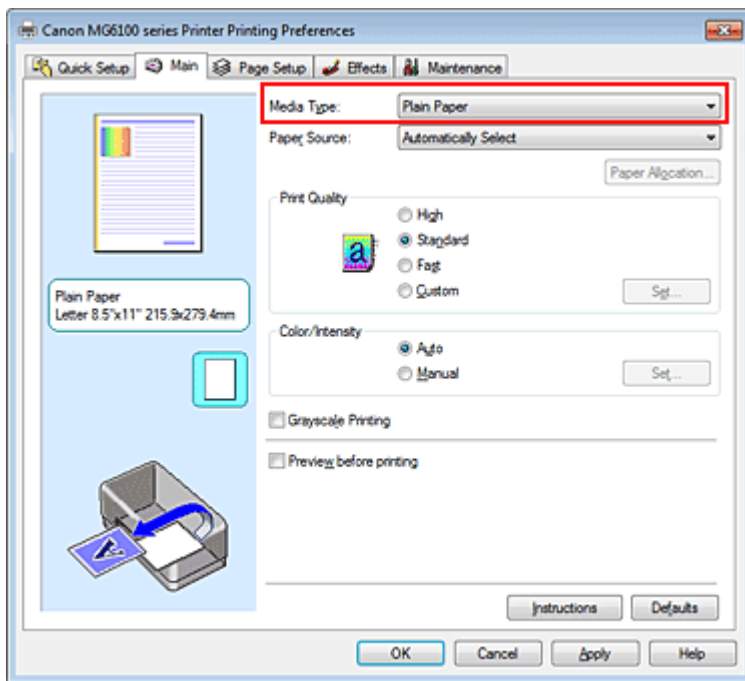 Canon MG6100 series Printer Printing Preferences
Quick Setup
Main
Page Setup
Effects
Maintenance
Media Type: Plain Paper
Paper Source: Automatically Select
Paper Allocation...
Print Quality
High
Standard
Fast
Custom
Set...
Plain Paper
Letter 8.5"x11" 215.9x279.4mm
Color/Intensity
Auto
Manual
Set...
Grayscale Printing
Preview before printing
Instructions
Defaults
OK
Cancel
Apply
Help